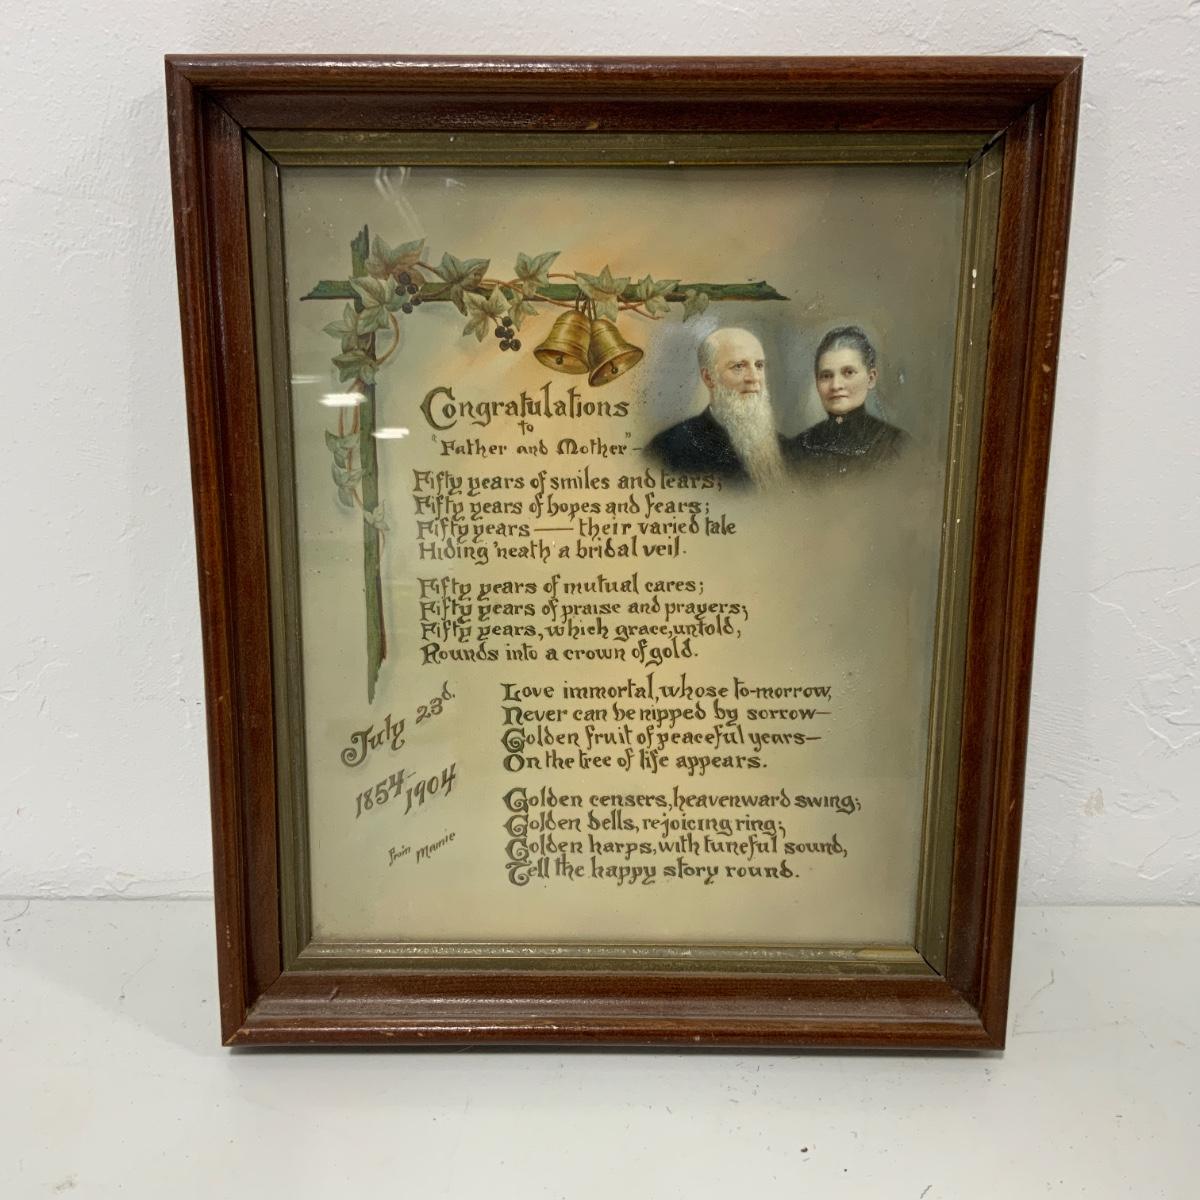 Congratulations
to
"Father and Mother"-
Fifty years of smiles and tears;
Fifty years of hopes and fears;
Fifty years — their varied tale
Hiding 'neath a bridal veil.
Fifty years of mutual cares;
Fifty years of praise and prayers;
Fifty years, which grace, untold,
Rounds into a crown of gold.
Love immortal, whose to-morrow,
Never can be nipped by sorrow—
Golden fruit of peaceful years—
On the tree of life appears.
Golden censers, heavenward swing;
Golden bells, rejoicing ring;
Golden harps, with tuneful sound,
Tell the happy story round.
July 23d.
1854-
1904
from Mamie